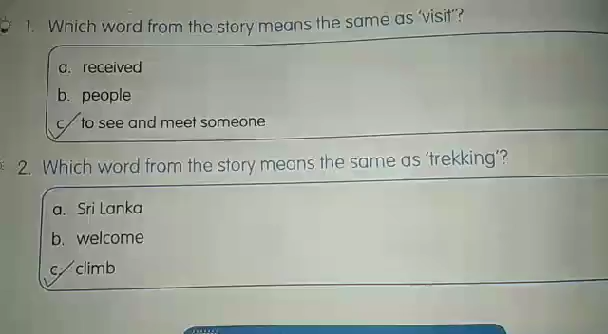 1. Which word from the story means the same as 'visit'?
a. received
b. people
c. to see and meet someone
2. Which word from the story means the same as 'trekking'?
a. Sri Lanka
b. welcome
c. climb